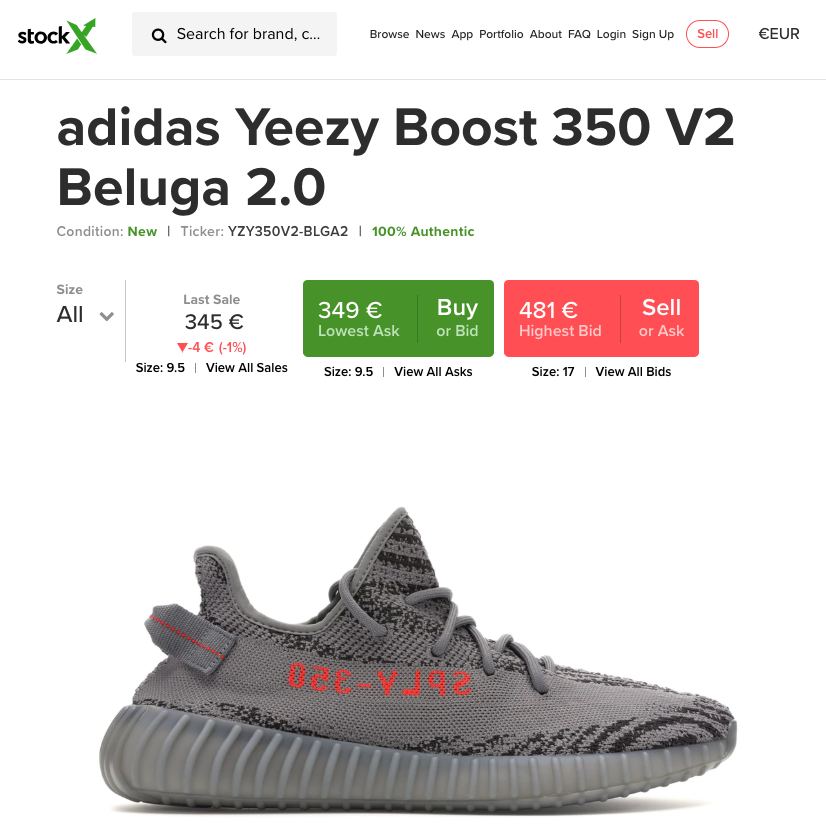 stockX
Search for brand, c...
Browse News App Portfolio About FAQ Login Sign Up Sell €EUR
adidas Yeezy Boost 350 V2
Beluga 2.0
Condition: New | Ticker: YZY350V2-BLGA2 | 100% Authentic
Size
All
Last Sale
345 €
▼-4 € (-1%)
Size: 9.5 | View All Sales
349 €
Lowest Ask
Buy
or Bid
Size: 9.5 | View All Asks
481 €
Highest Bid
Sell
or Ask
Size: 17 | View All Bids
SPLY-350